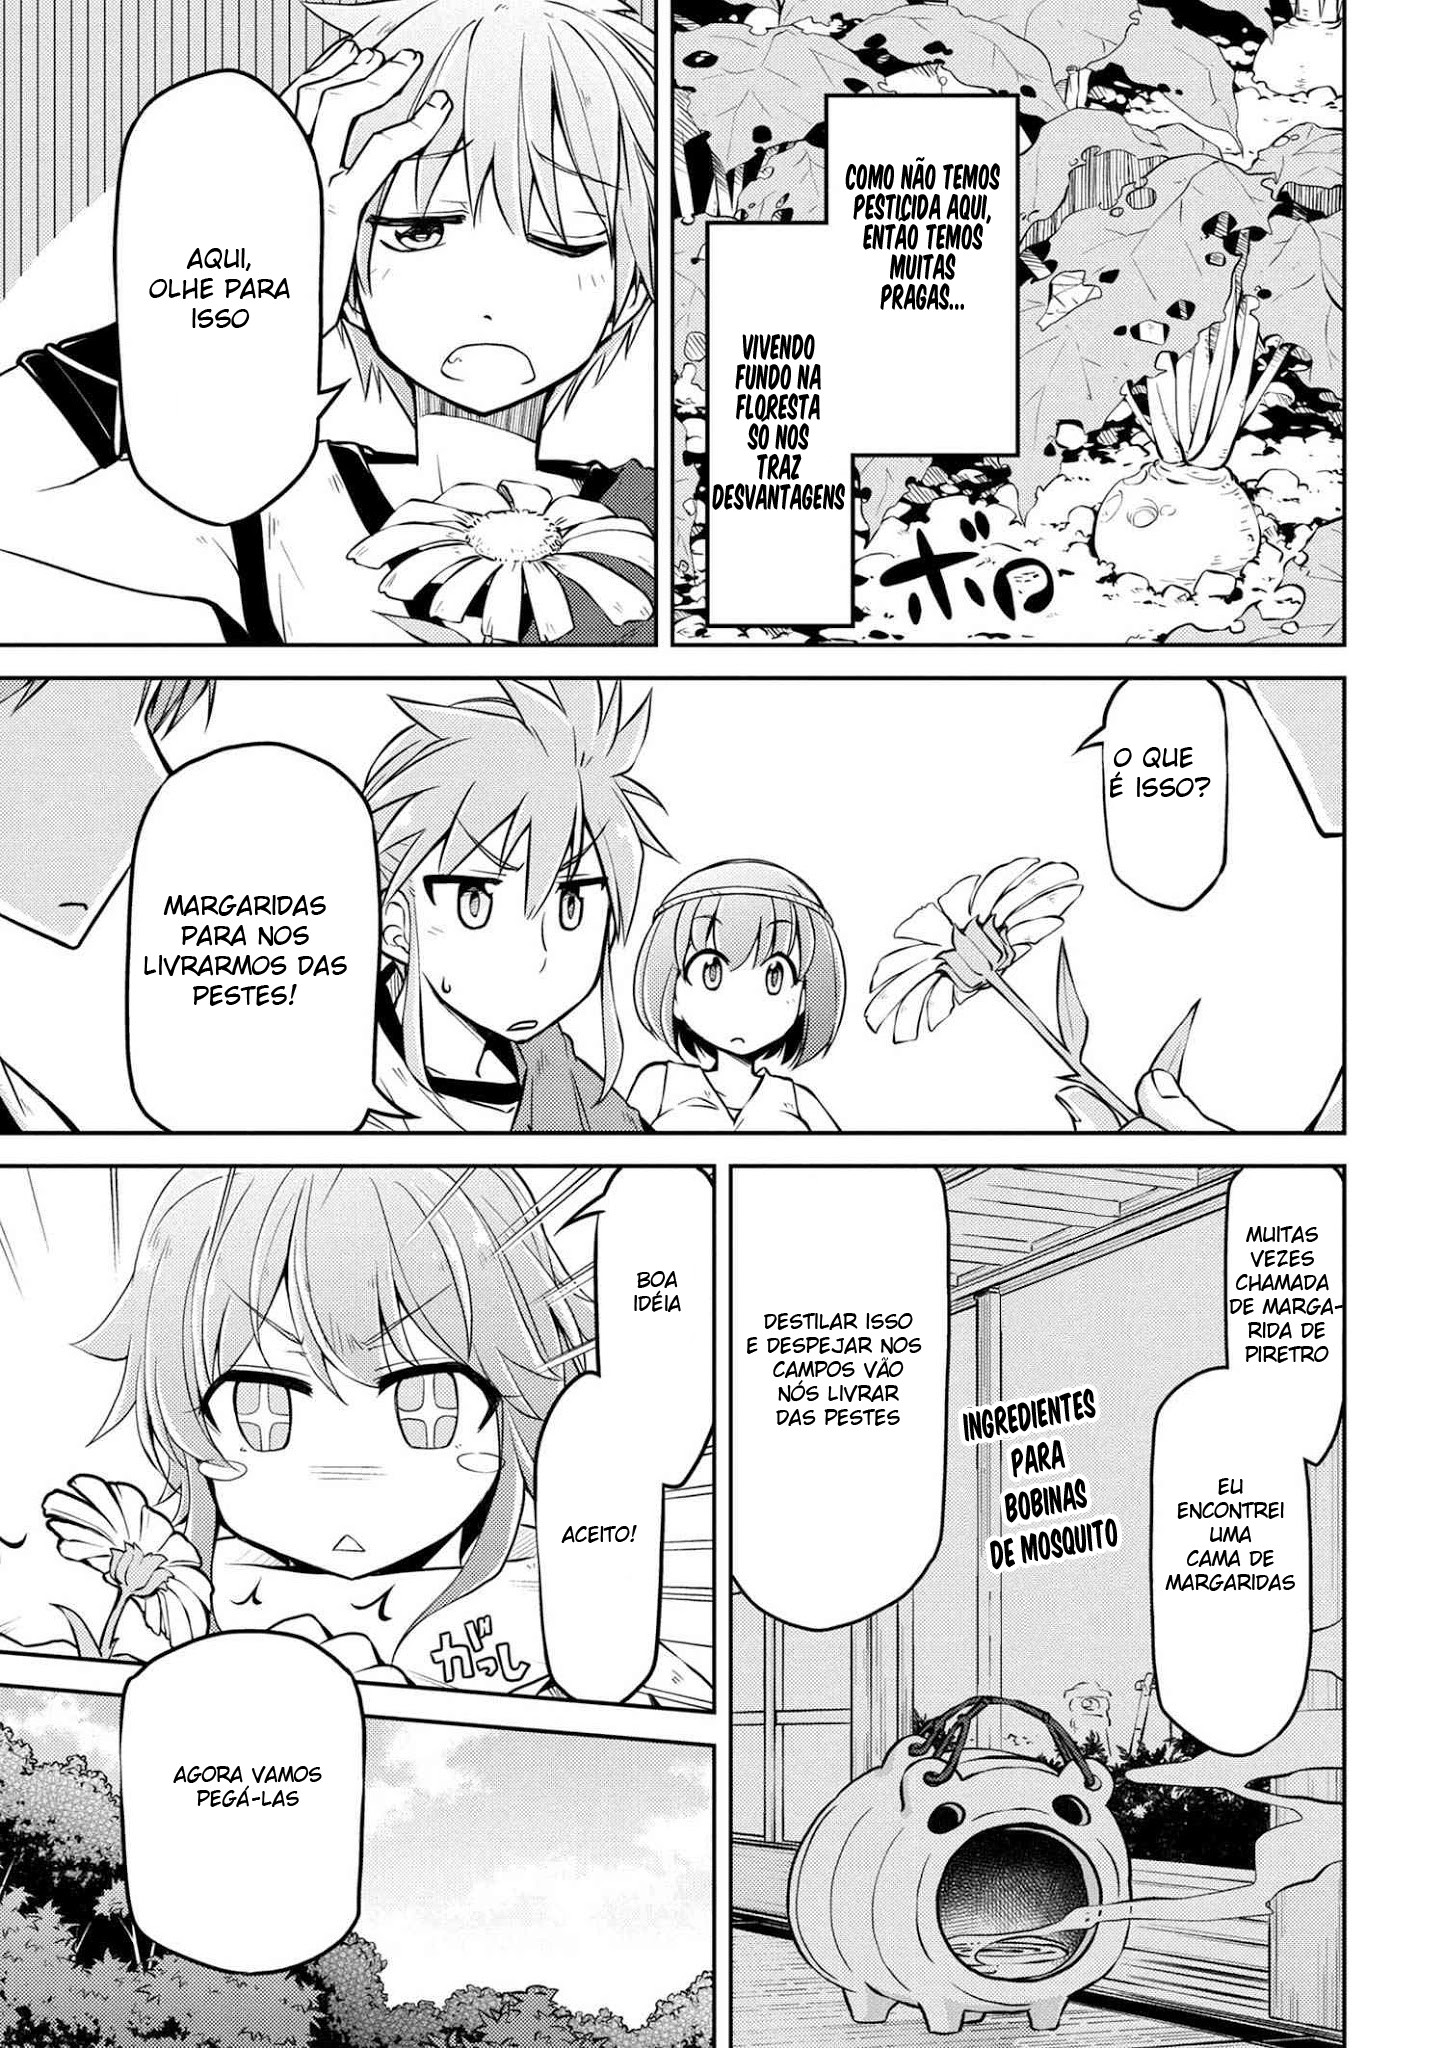 COMO NÃO TEMOS
PESTICIDA AQUI,
ENTÃO TEMOS
MUITAS
PRAGAS...
VIVENDO
FUNDO NA
FLORESTA
SO NOS
TRAZ
DESVANTAGENS
ボロ
AQUI,
OLHE PARA
ISSO
O QUE
É ISSO?
MARGARIDAS
PARA NOS
LIVRARMOS DAS
PESTES!
MUITAS
VEZES
CHAMADA
DE MARGA-
RIDA DE
PIRETRO
EU
ENCONTREI
UMA
CAMA DE
MARGARIDAS
INGREDIENTES
PARA
BOBINAS
DE MOSQUITO
DESTILAR ISSO
E DESPEJAR NOS
CAMPOS VÃO
NÓS LIVRAR
DAS PESTES
BOA
IDÉIA
ACEITO!
がっし
AGORA VAMOS
PEGÁ-LAS